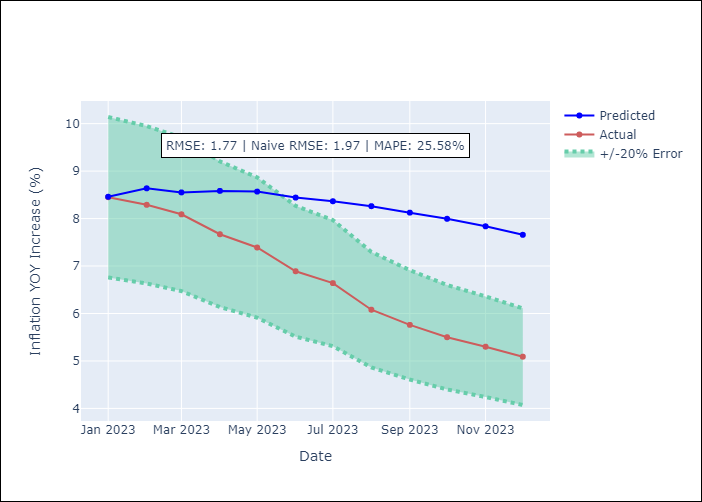 RMSE: 1.77 | Naive RMSE: 1.97 | MAPE: 25.58%
Predicted
Actual
+/-20% Error
Inflation YOY Increase (%)
10
9
8
7
6
5
4
Jan 2023
Mar 2023
May 2023
Jul 2023
Sep 2023
Nov 2023
Date